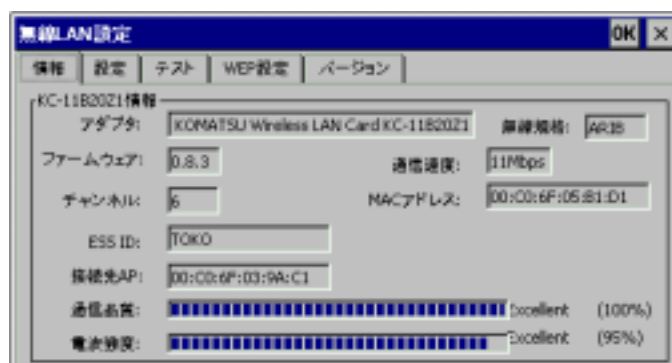 無線LAN設定 OK ×
情報 設定 テスト WEP設定 バージョン
KC-11B20Z1情報
アダプタ: KOMATSU Wireless LAN Card KC-11B20Z1 無線規格: ARIB
ファームウェア: 0.8.3 通信速度: 11Mbps
チャンネル: 6 MACアドレス: 00:C0:6F:05:B1:D1
ESS ID: TOKO
接続先AP: 00:C0:6F:03:9A:C1
通信品質: Excellent (100%)
電波強度: Excellent (95%)